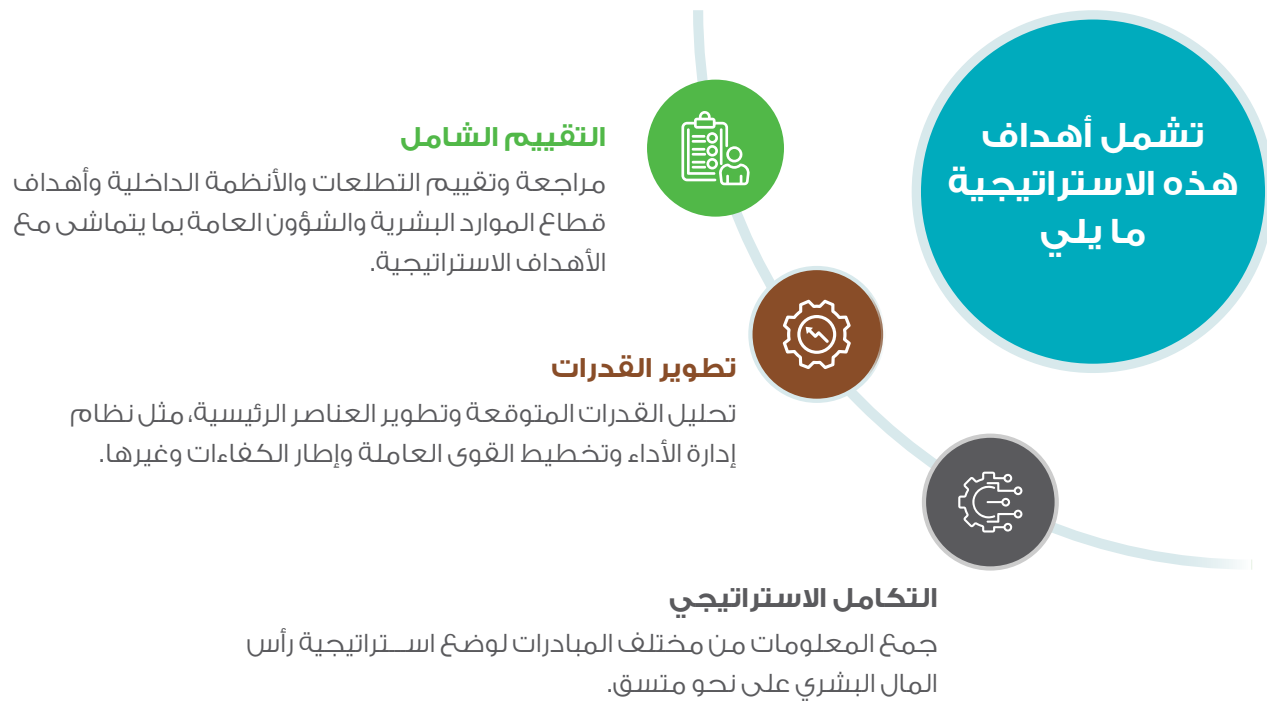 تشمل أهداف
هذه الاستراتيجية
ما يلي
التقييم الشامل
مراجعة وتقييم التطلعات والأنظمة الداخلية وأهداف
قطاع الموارد البشرية والشؤون العامة بما يتماشى مع
الأهداف الاستراتيجية.
تطوير القدرات
تحليل القدرات المتوقعة وتطوير العناصر الرئيسية، مثل نظام
إدارة الأداء وتخطيط القوى العاملة وإطار الكفاءات وغيرها.
التكامل الاستراتيجي
جمع المعلومات من مختلف المبادرات لوضع اســتراتيجية رأس
المال البشري على نحو متسق.